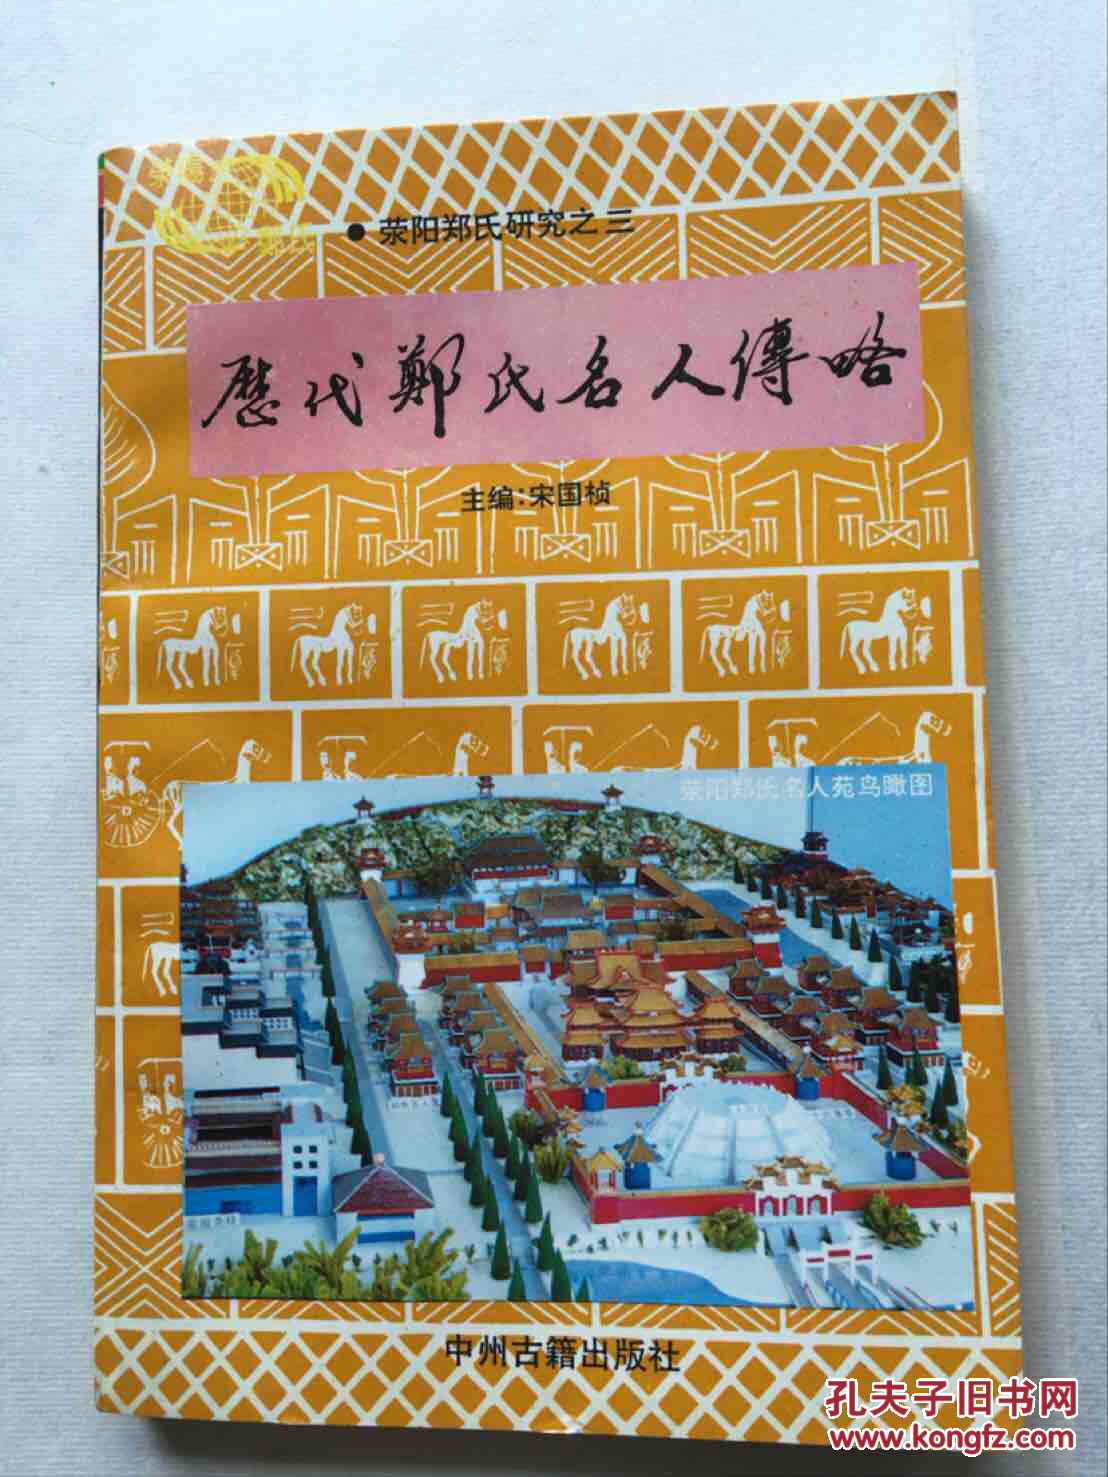 ● 荥阳郑氏研究之三
歷代鄭氏名人傳略
主编:宋国桢
荥阳郑氏名人苑鸟瞰图
中州古籍出版社
孔夫子旧书网
www.kongfz.com